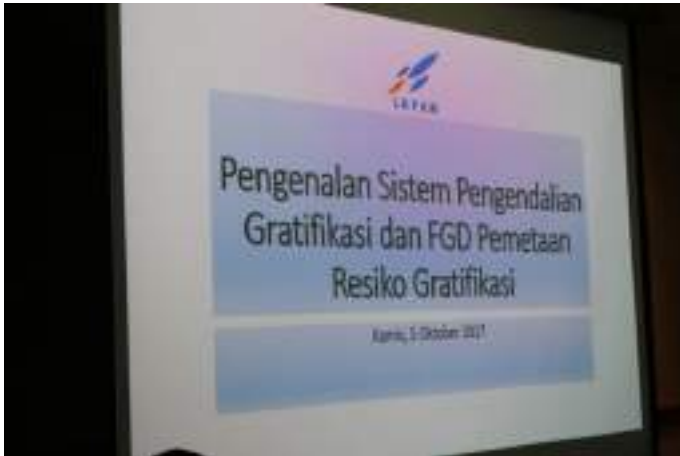 LAPAN
Pengenalan Sistem Pengendalian
Gratifikasi dan FGD Pemetaan
Resiko Gratifikasi
Kamis, 5 Oktober 2017